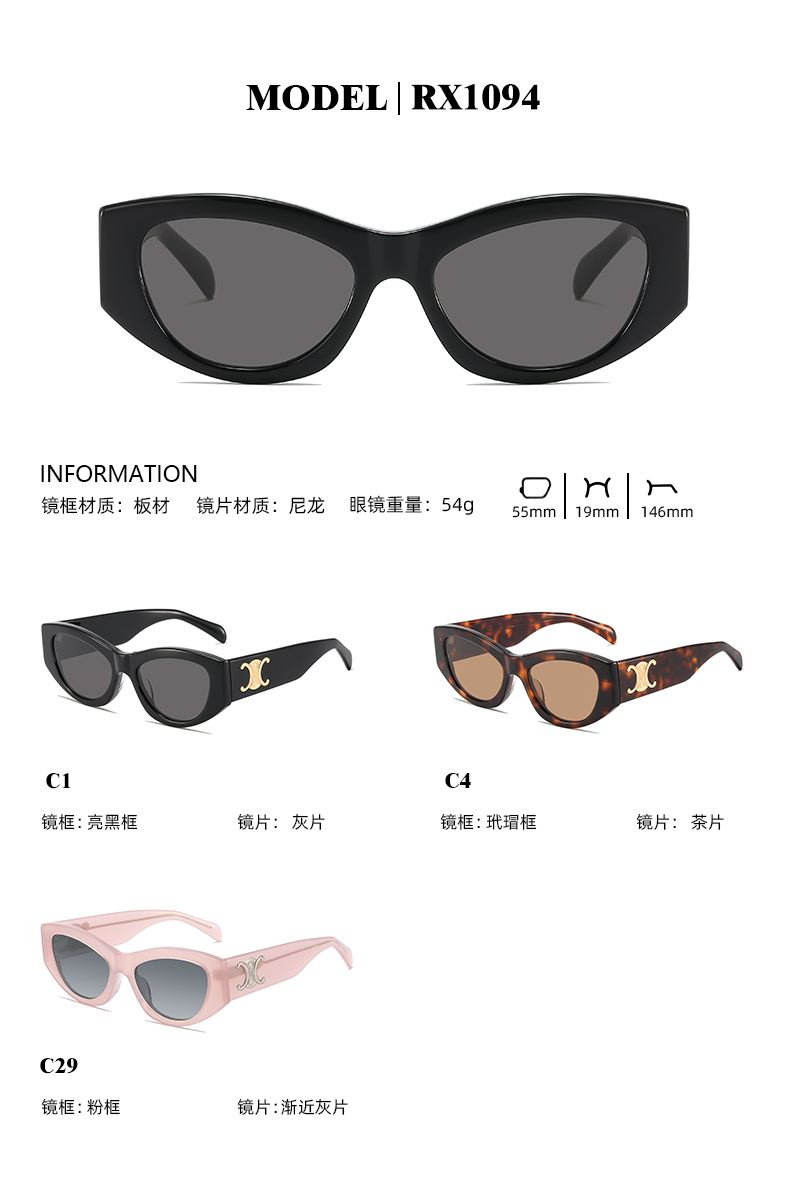 MODEL | RX1094
INFORMATION
镜框材质：板材 镜片材质：尼龙 眼镜重量：54g
55mm 19mm 146mm
C1
C4
镜框：亮黑框 镜片： 灰片
镜框：玳瑁框 镜片： 茶片
C29
镜框：粉框 镜片：渐近灰片